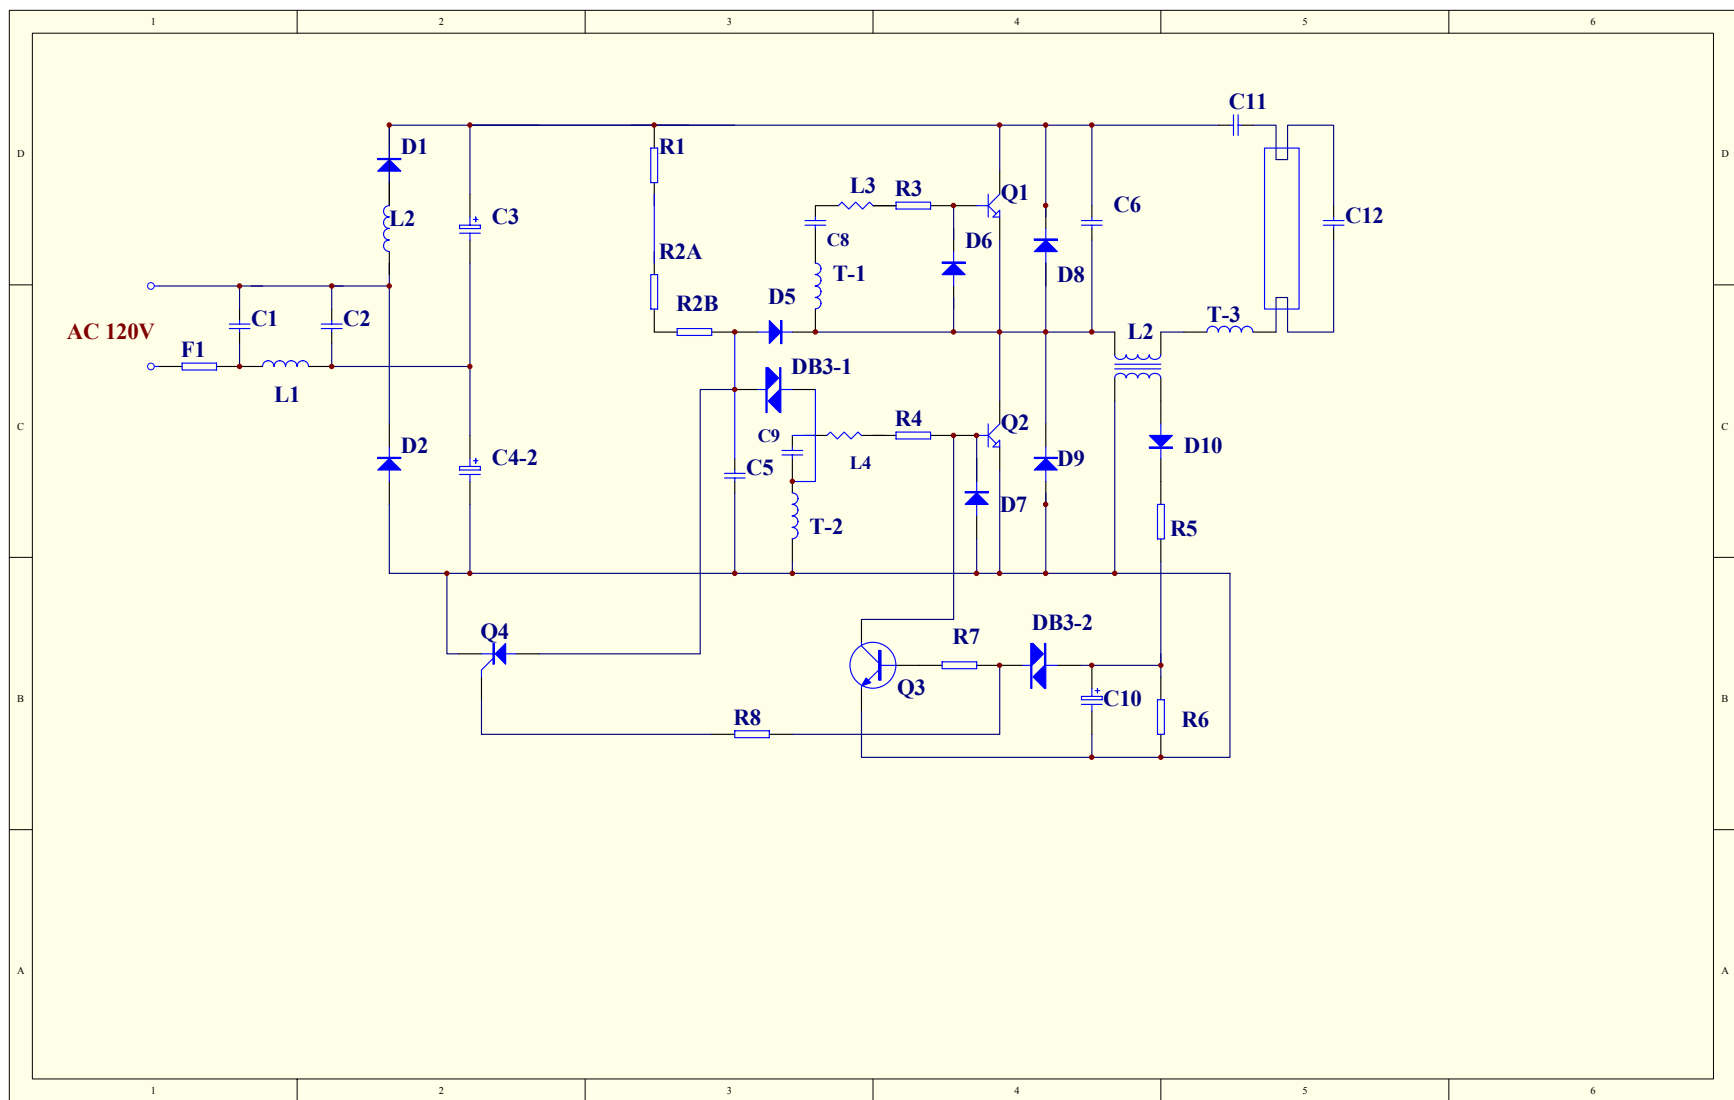 1 2 3 4 5 6
C11
D D1 R1 D
L3 R3 Q1
L2 C3 C6 C12
C8 D6
R2A T-1 D8
R2B D5
AC 120V C1 C2 L2 T-3
F1 DB3-1
L1
C R4 Q2 C
C9
D2 C4-2 C5 L4 D9 D10
T-2 D7 R5
Q4 R7 DB3-2
B Q3 C10 B
R8 R6
A A
1 2 3 4 5 6